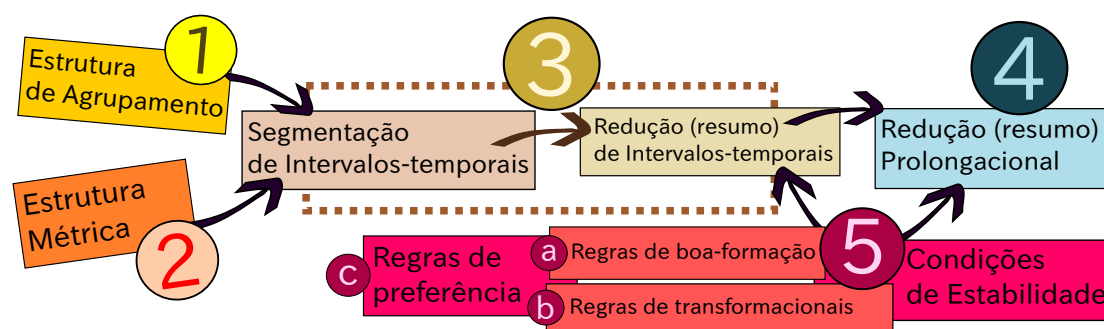 1
Estrutura
de Agrupamento
Estrutura
Métrica
2
3
Segmentação
de Intervalos-temporais
Redução (resumo)
de Intervalos-temporais
4
Redução (resumo)
Prolongacional
5
Condições
de Estabilidade
a
Regras de boa-formação
b
Regras de transformacionais
c
Regras de
preferência